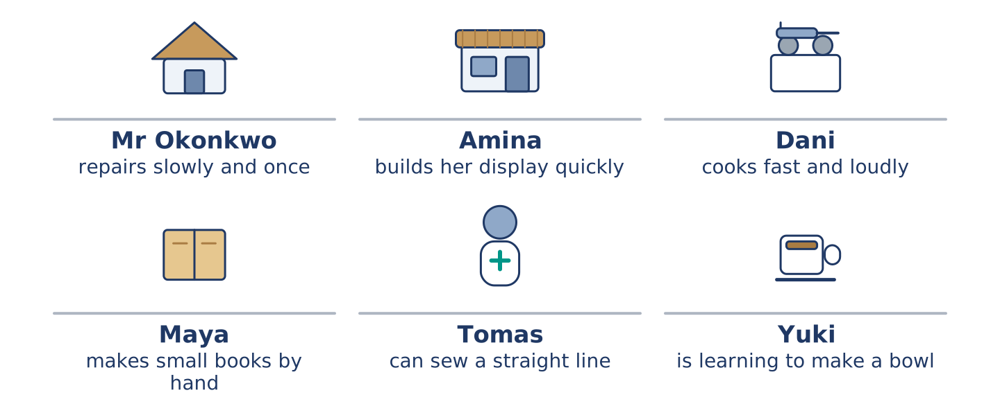 Mr Okonkwo
repairs slowly and once
Amina
builds her display quickly
Dani
cooks fast and loudly
Maya
makes small books by
hand
Tomas
can sew a straight line
Yuki
is learning to make a bowl